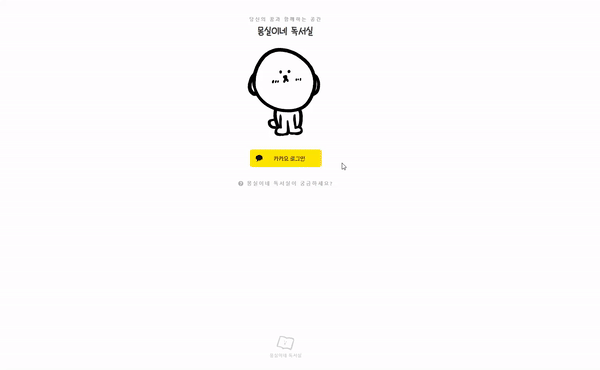 당신의 꿈과 함께하는 공간
몽실이네 독서실
카카오 로그인
몽실이네 독서실이 궁금하세요?
몽실이네 독서실